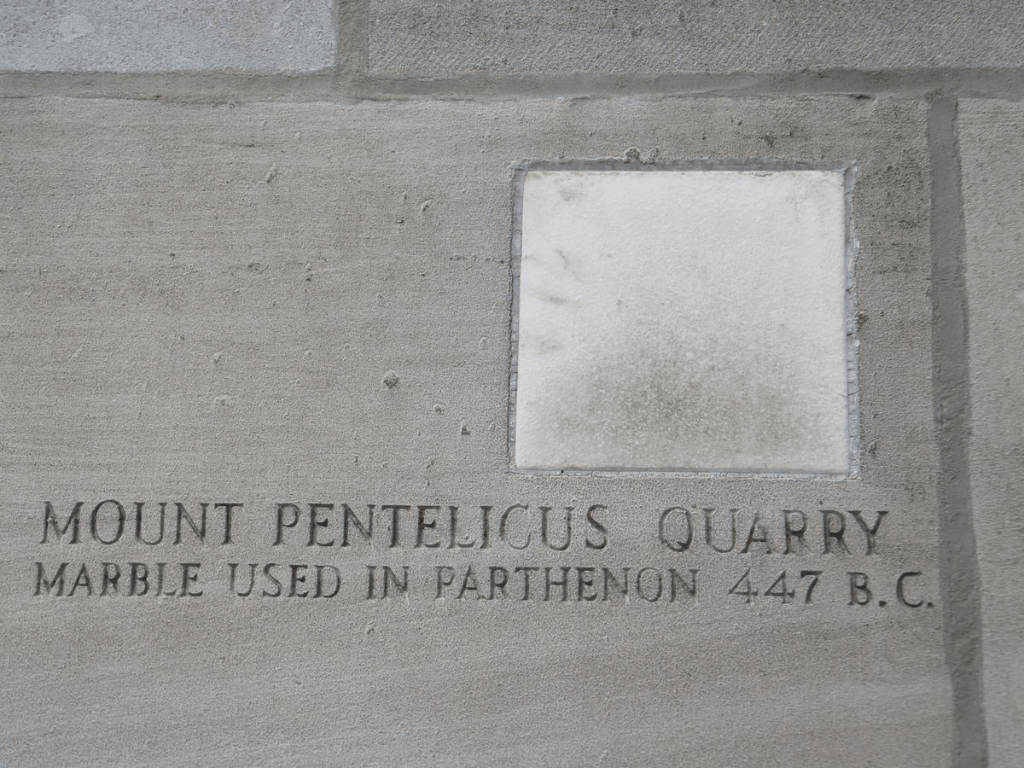 MOUNT PENTELICUS QUARRY
MARBLE USED IN PARTHENON 447 B.C.